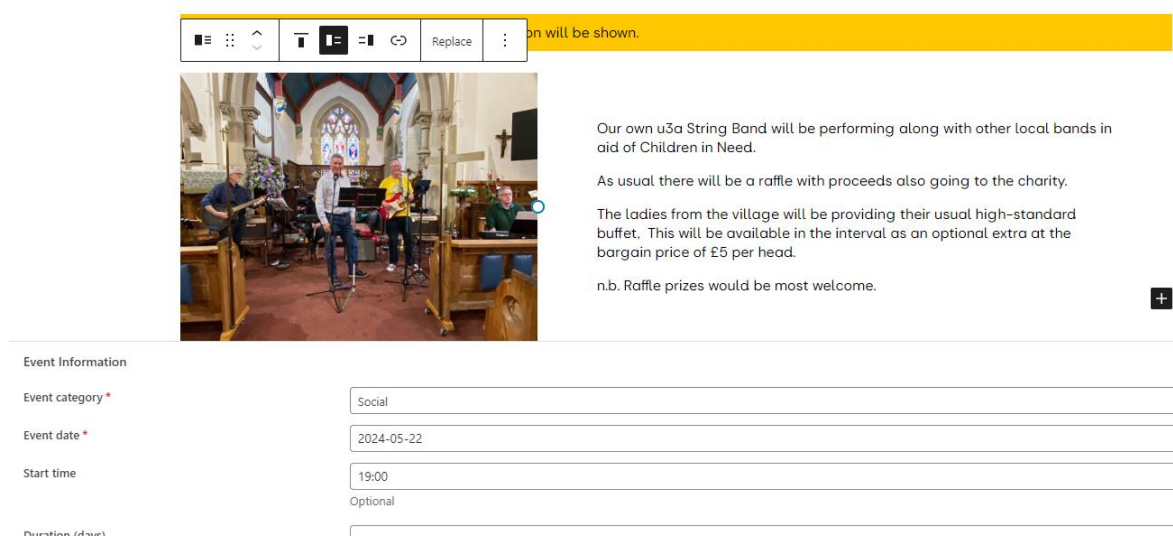 on will be shown.
Replace
Our own u3a String Band will be performing along with other local bands in
aid of Children in Need.
As usual there will be a raffle with proceeds also going to the charity.
The ladies from the village will be providing their usual high-standard
buffet, This will be available in the interval as an optional extra at the
bargain price of £5 per head.
n.b. Raffle prizes would be most welcome.
Event Information
Event category *
Social
Event date *
2024-05-22
Start time
19:00
Optional
Duration (days)